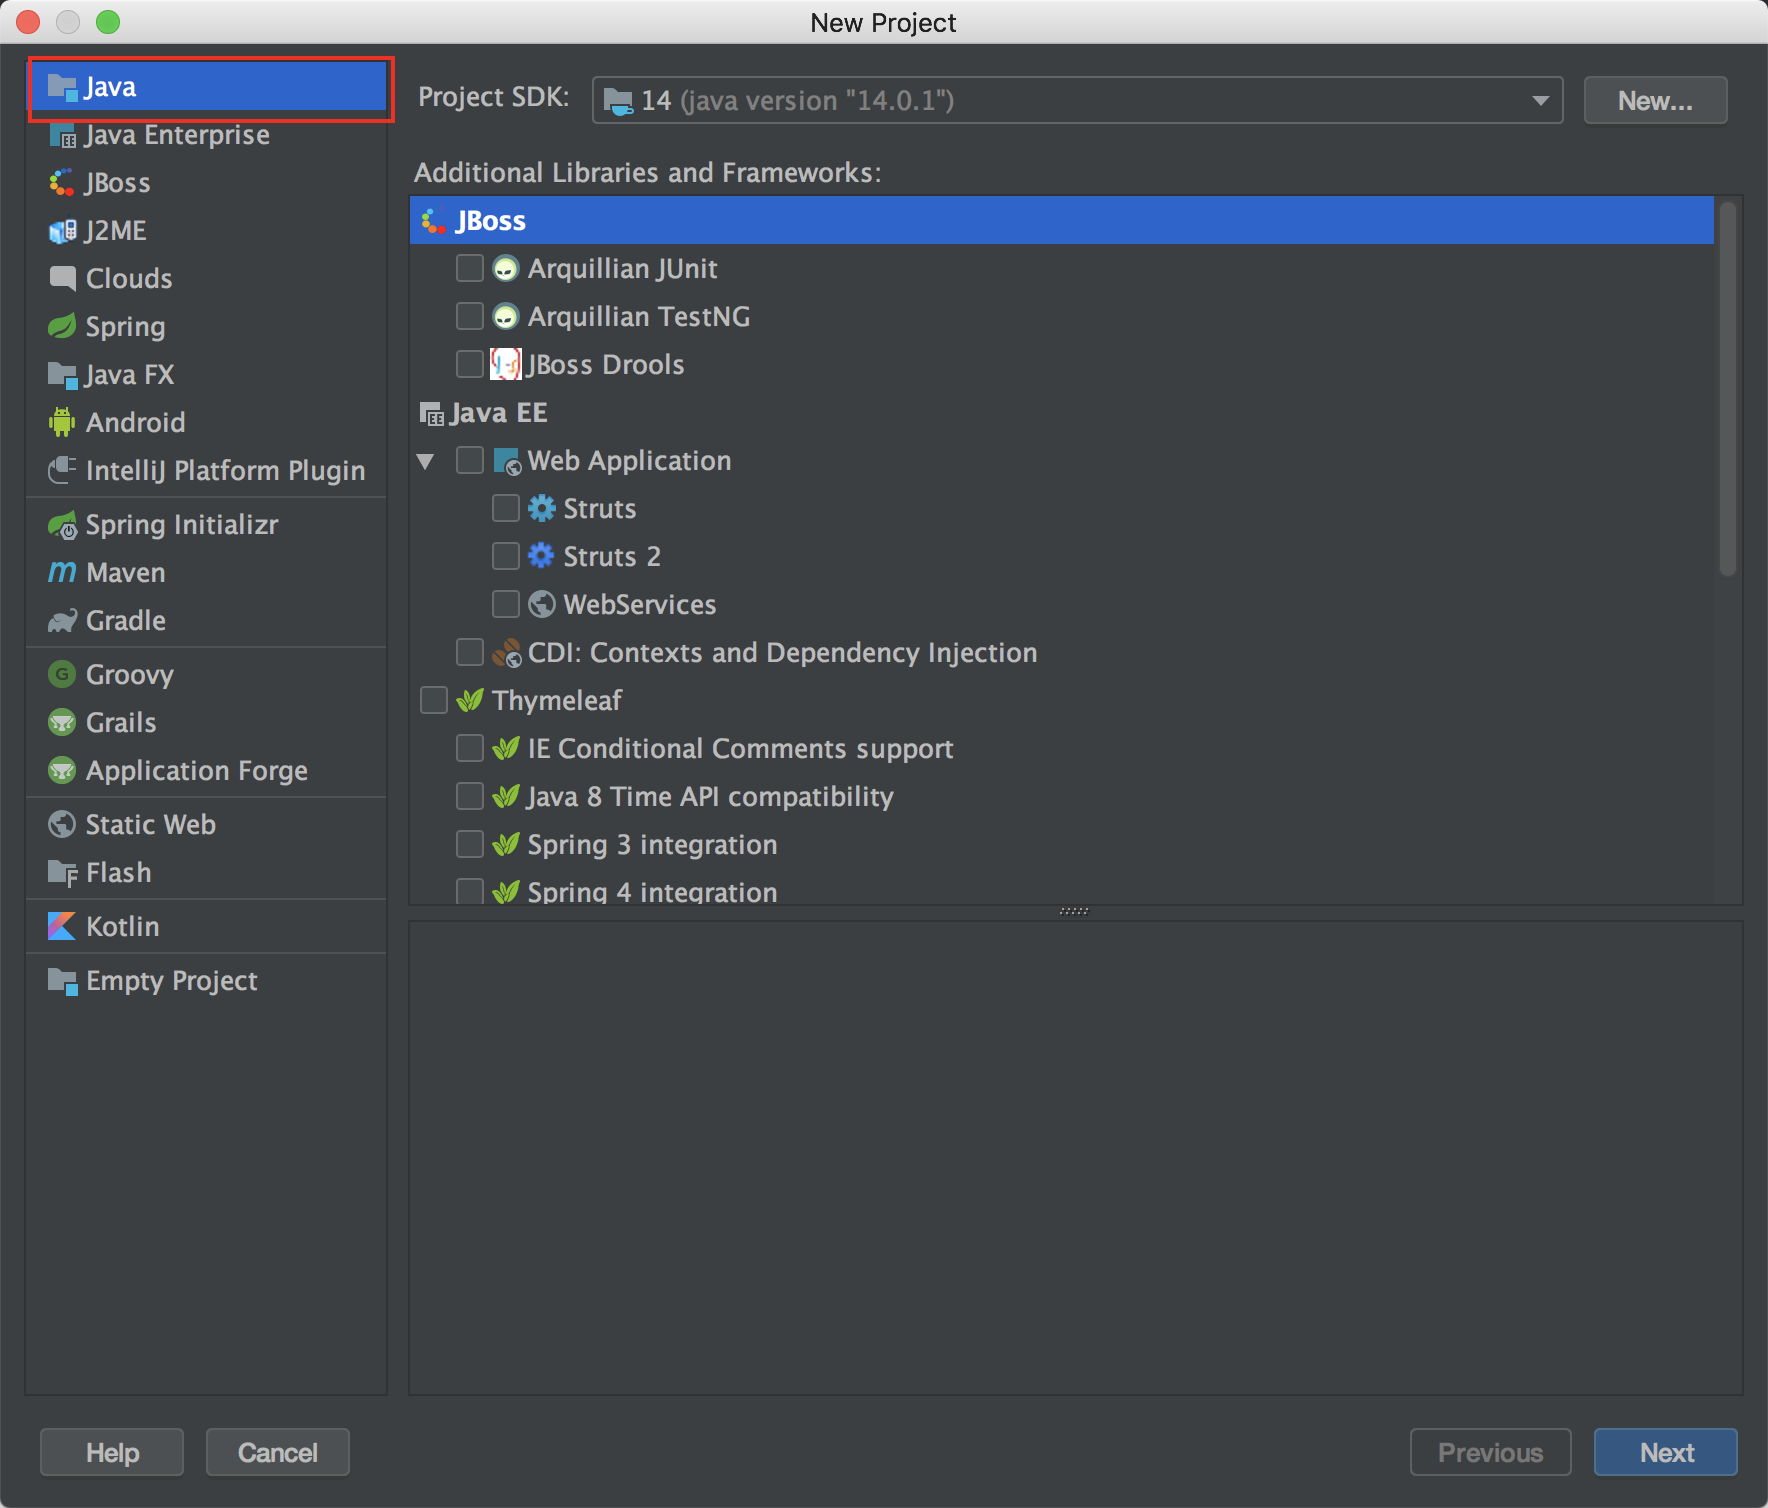 New Project
Java
Java Enterprise
JBoss
J2ME
Clouds
Spring
Java FX
Android
IntelliJ Platform Plugin
Spring Initializr
Maven
Gradle
Groovy
Grails
Application Forge
Static Web
Flash
Kotlin
Empty Project
Project SDK: 14 (java version "14.0.1") New...
Additional Libraries and Frameworks:
JBoss
Arquillian JUnit
Arquillian TestNG
JBoss Drools
Java EE
Web Application
Struts
Struts 2
WebServices
CDI: Contexts and Dependency Injection
Thymeleaf
IE Conditional Comments support
Java 8 Time API compatibility
Spring 3 integration
Spring 4 integration
Help Cancel Previous Next